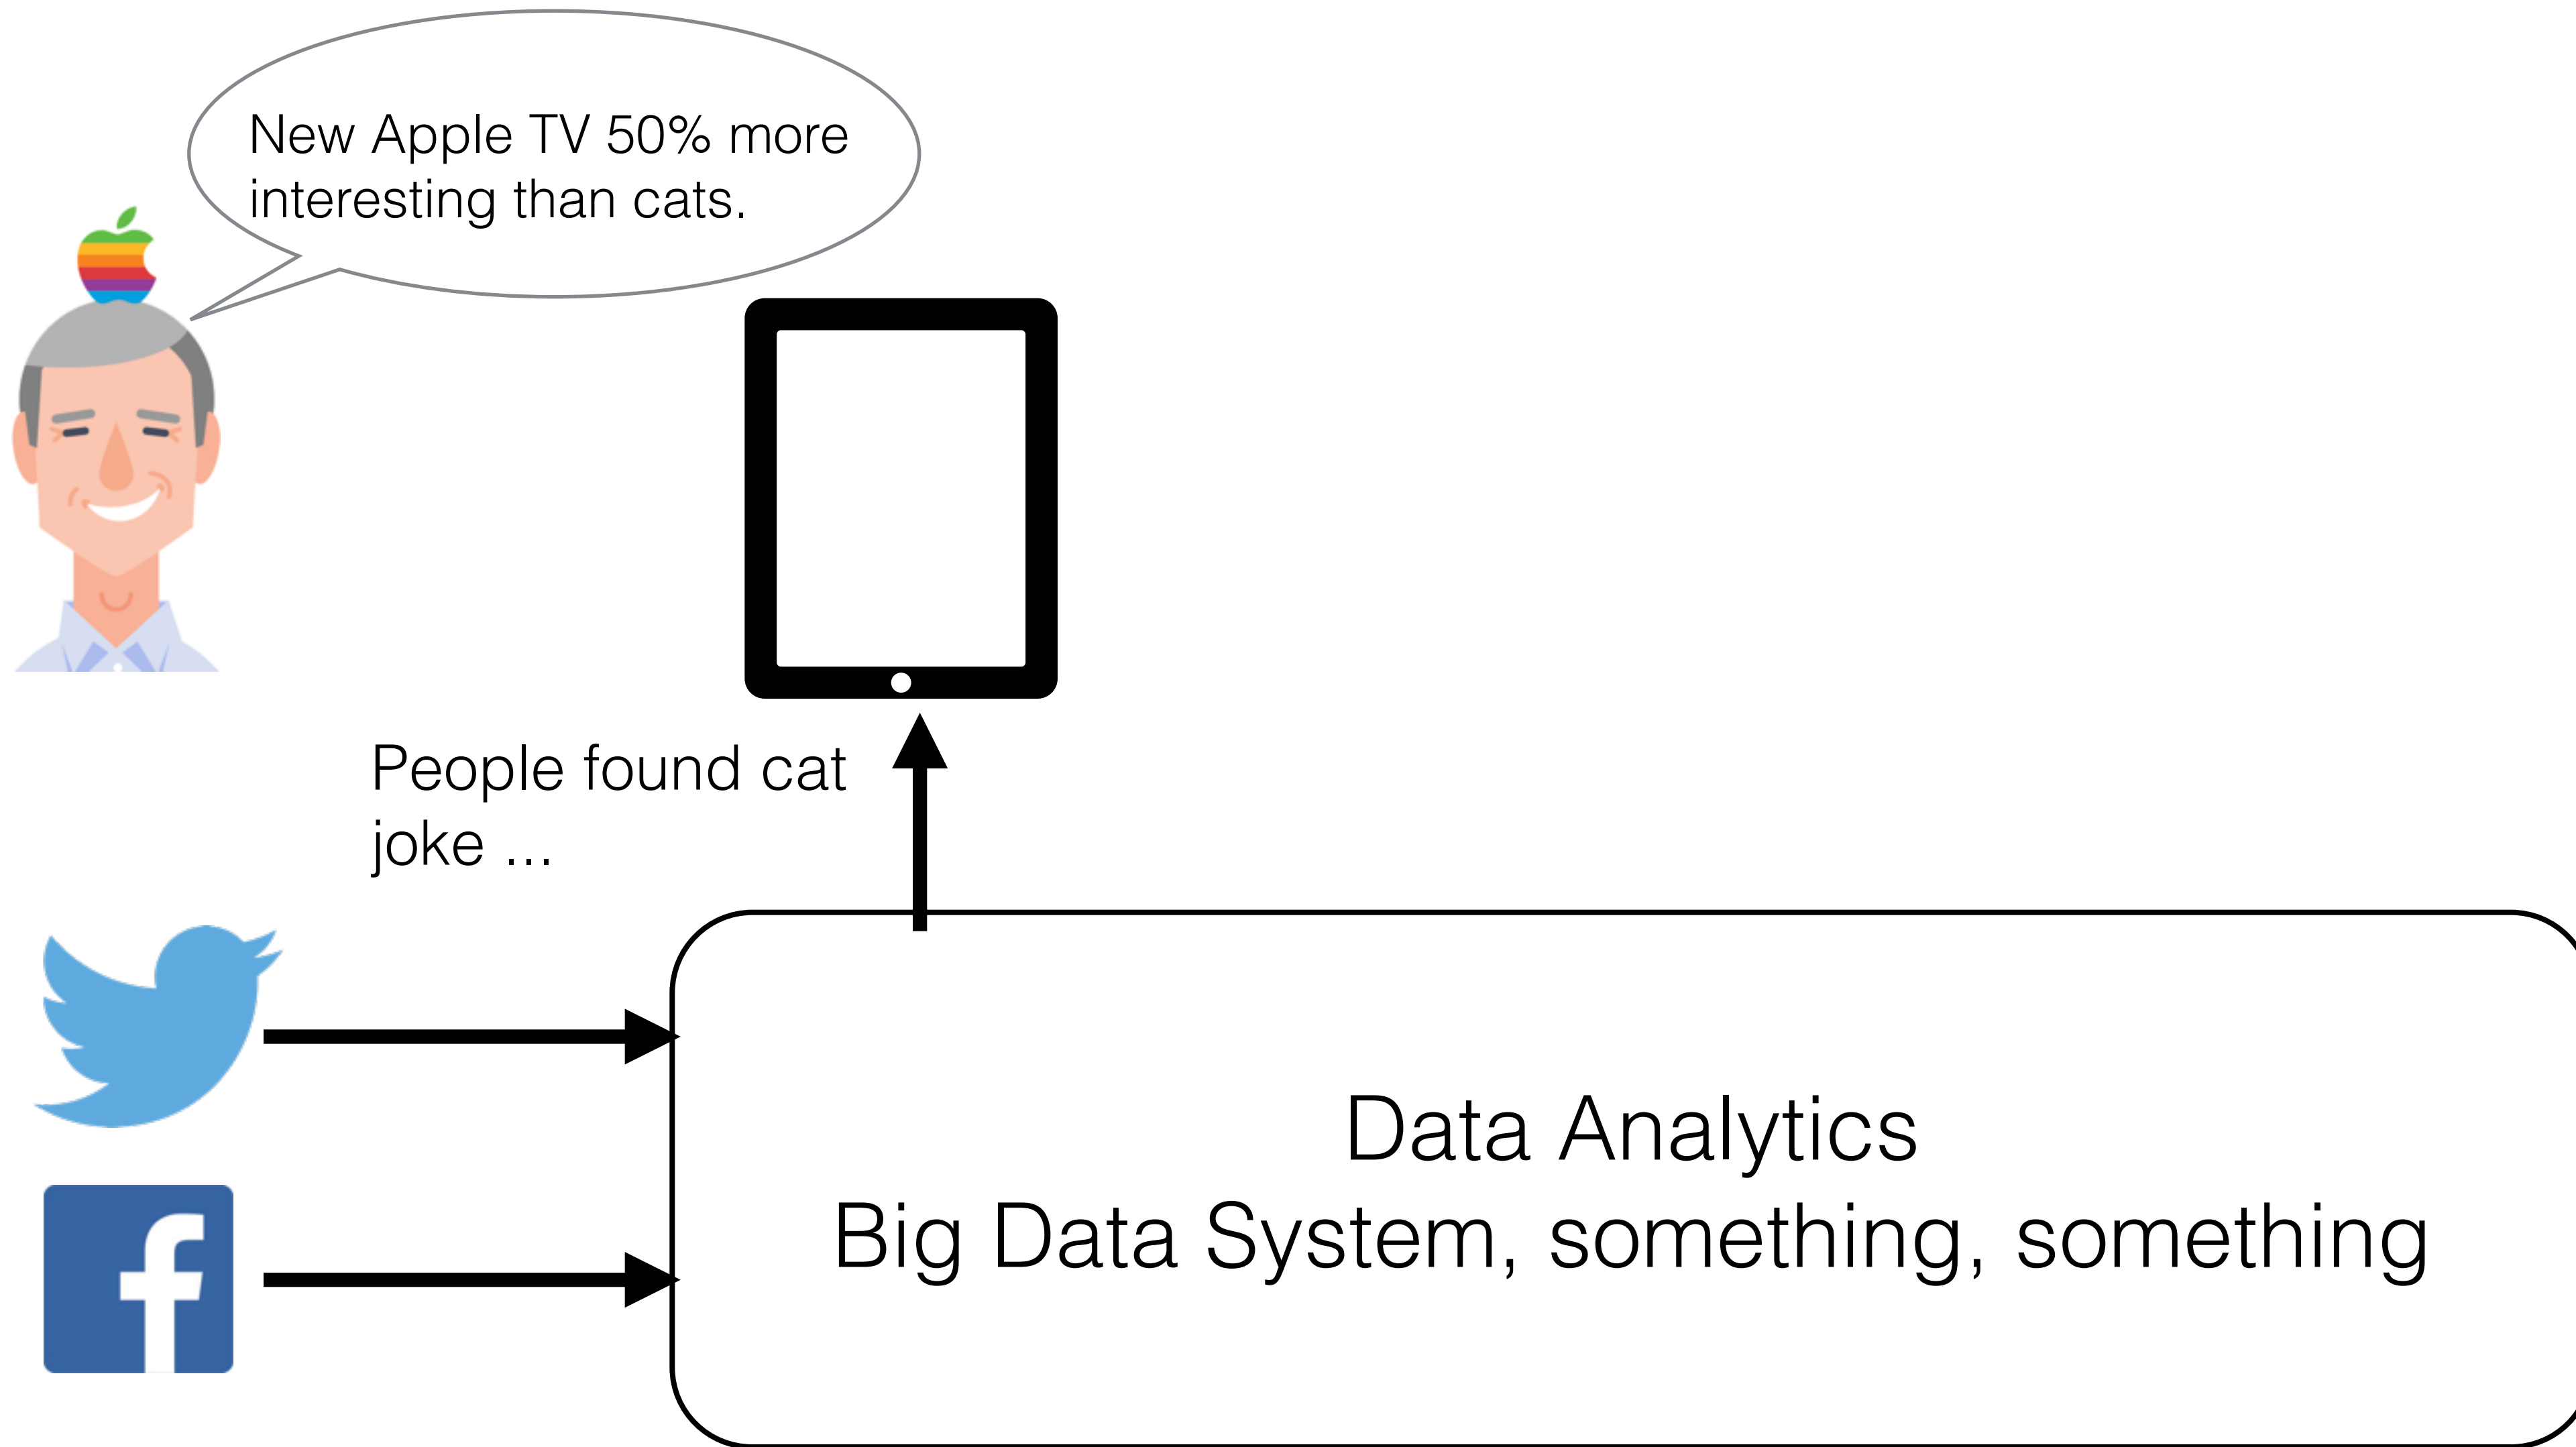 New Apple TV 50% more
interesting than cats.
People found cat
joke ...
Data Analytics
Big Data System, something, something